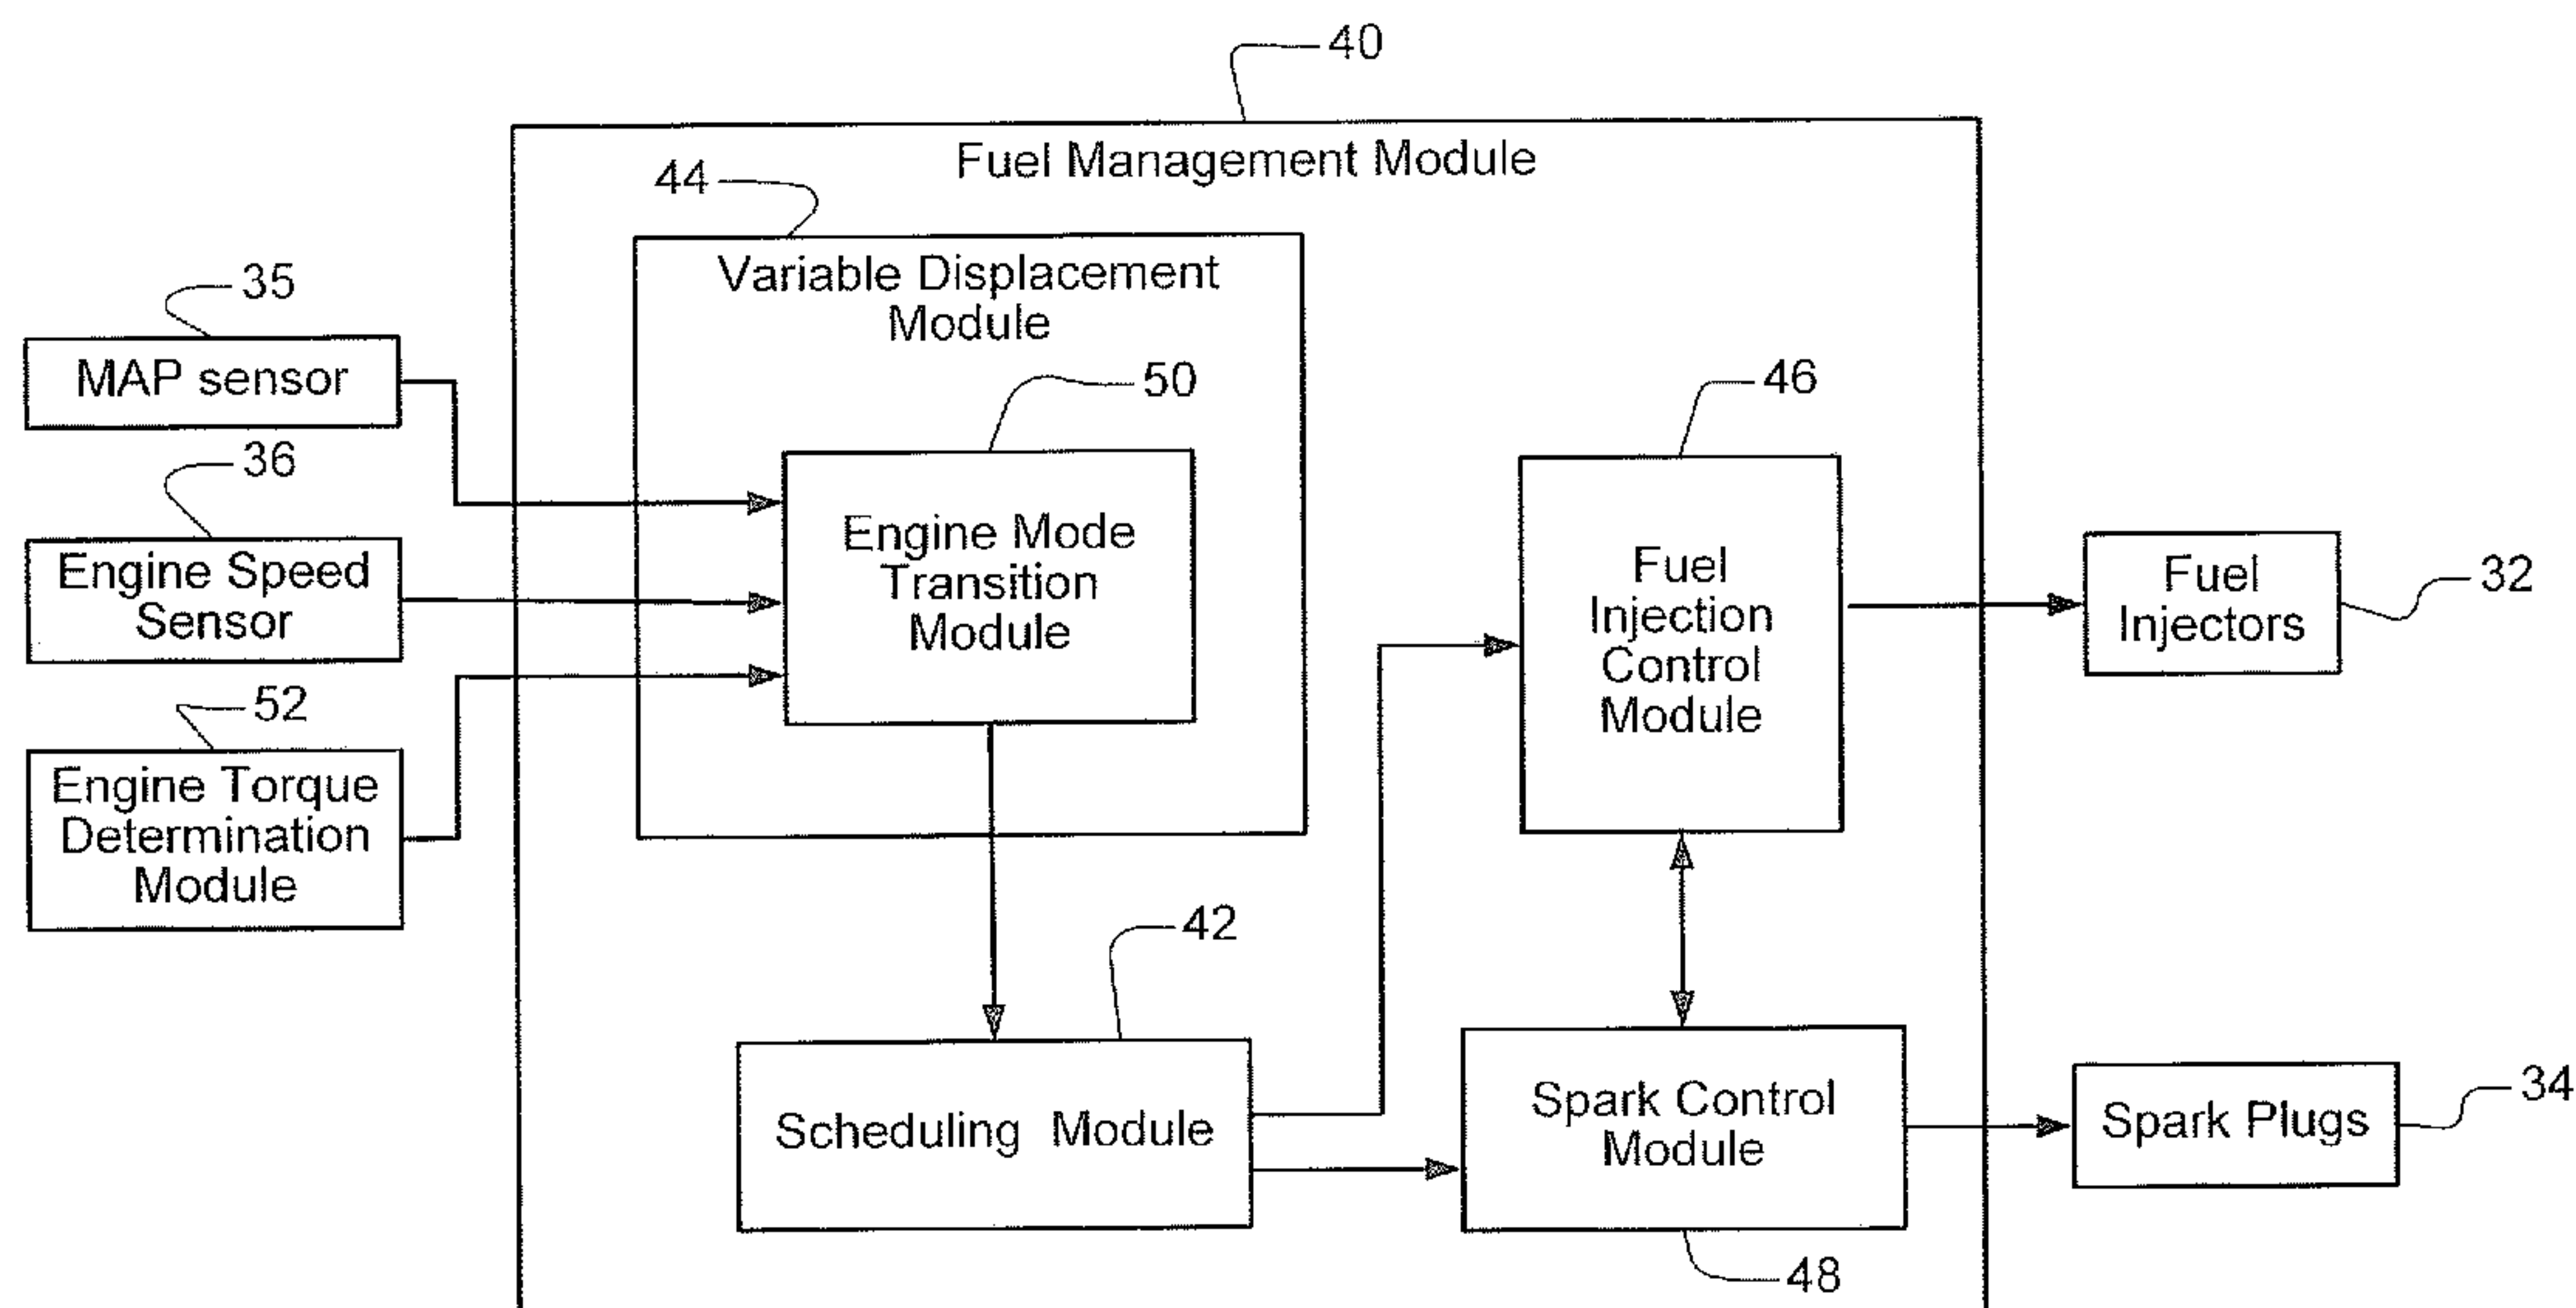 40
Fuel Management Module
44
Variable Displacement
Module
35
MAP sensor
50
46
36
Engine Speed
Sensor
Engine Mode
Transition
Module
Fuel
Injection
Control
Module
Fuel
Injectors
32
52
Engine Torque
Determination
Module
42
Scheduling Module
Spark Control
Module
Spark Plugs
34
48